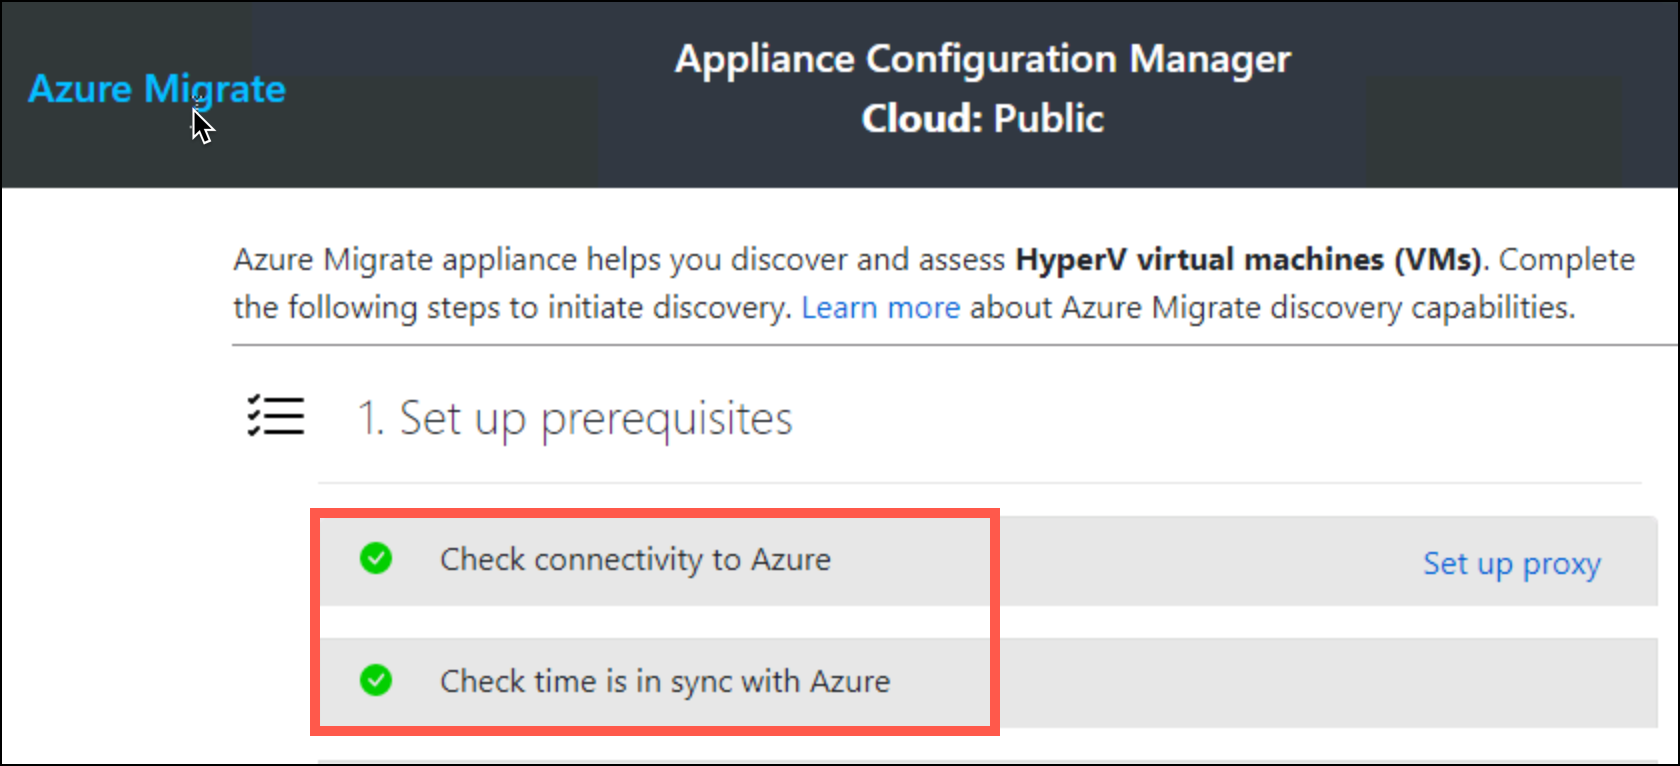 Azure Migrate
Appliance Configuration Manager
Cloud: Public
Azure Migrate appliance helps you discover and assess HyperV virtual machines (VMs). Complete
the following steps to initiate discovery. Learn more about Azure Migrate discovery capabilities.
1. Set up prerequisites
Check connectivity to Azure
Set up proxy
Check time is in sync with Azure